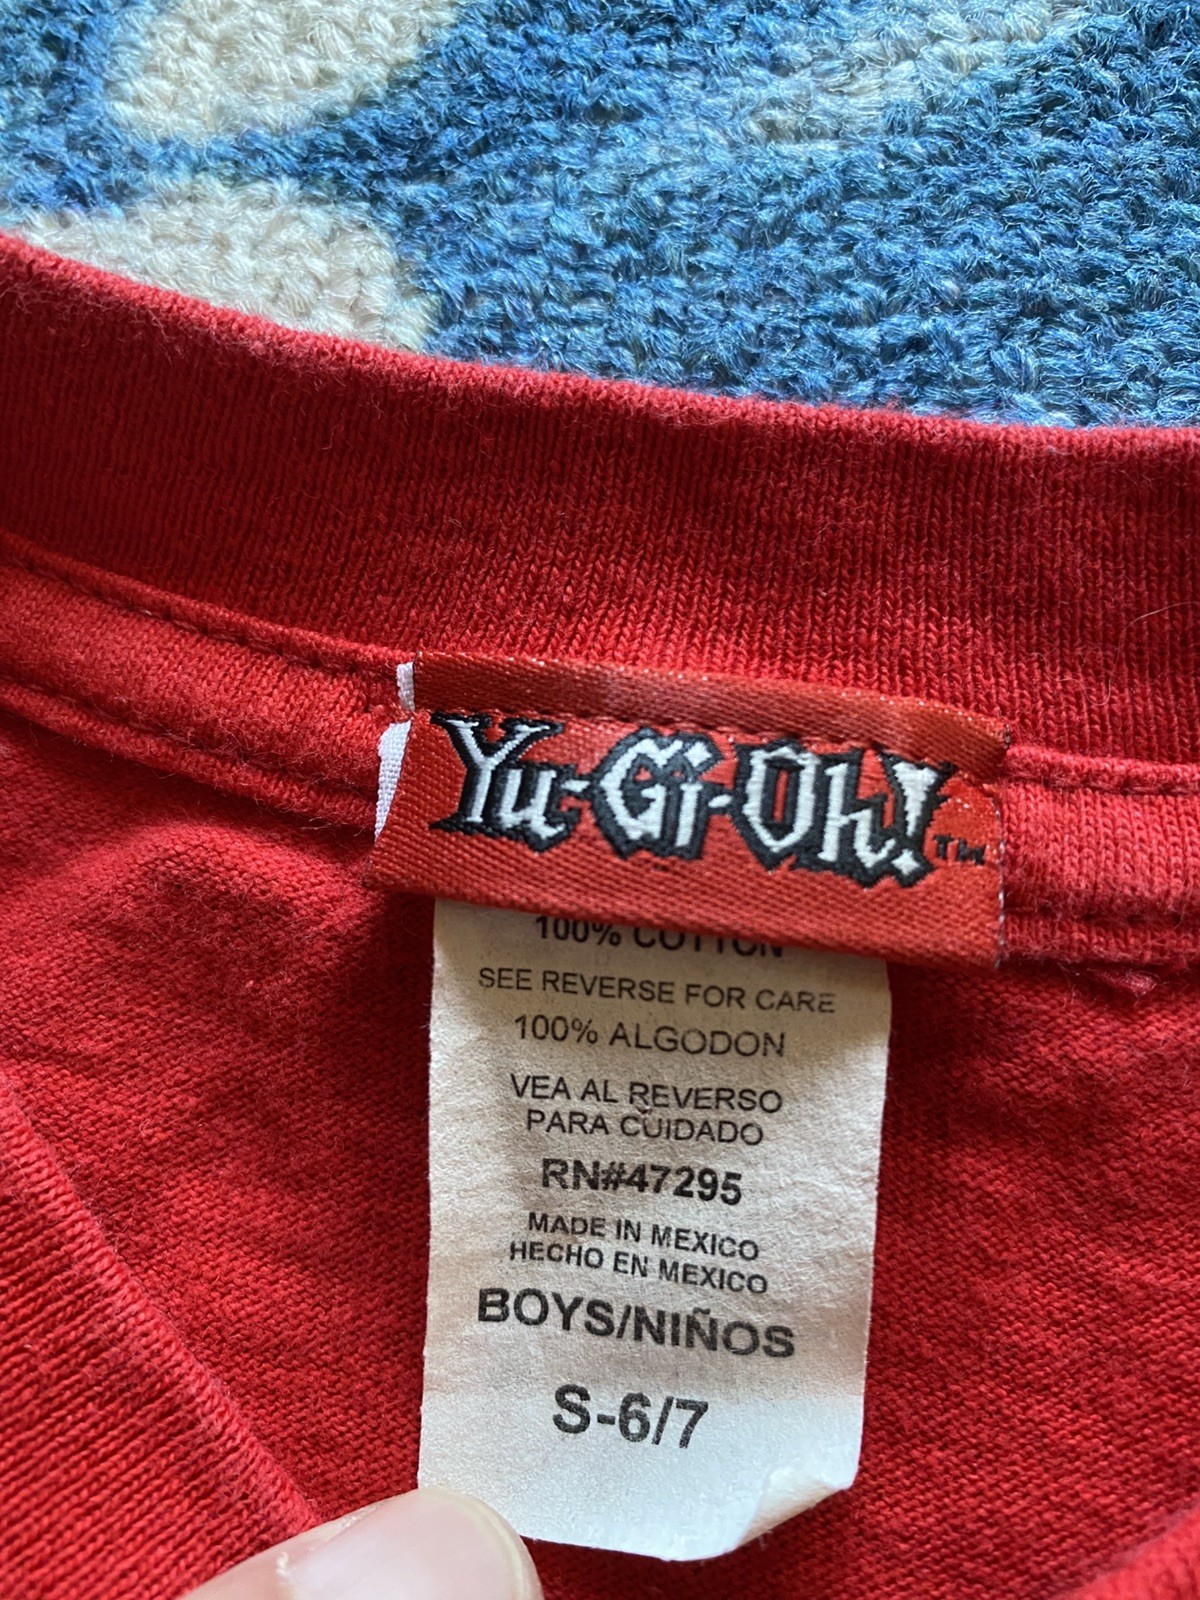 Yu-Gi-Oh!™
100% COTTON
SEE REVERSE FOR CARE
100% ALGODON
VEA AL REVERSO
PARA CUIDADO
RN#47295
MADE IN MEXICO
HECHO EN MEXICO
BOYS/NIÑOS
S-6/7